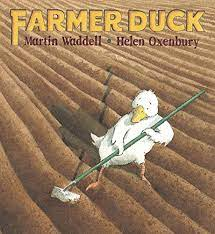 FARMER DUCK
Martin Waddell • Helen Oxenbury